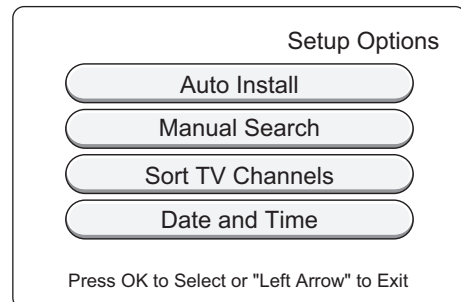 Setup Options
Auto Install
Manual Search
Sort TV Channels
Date and Time
Press OK to Select or "Left Arrow" to Exit